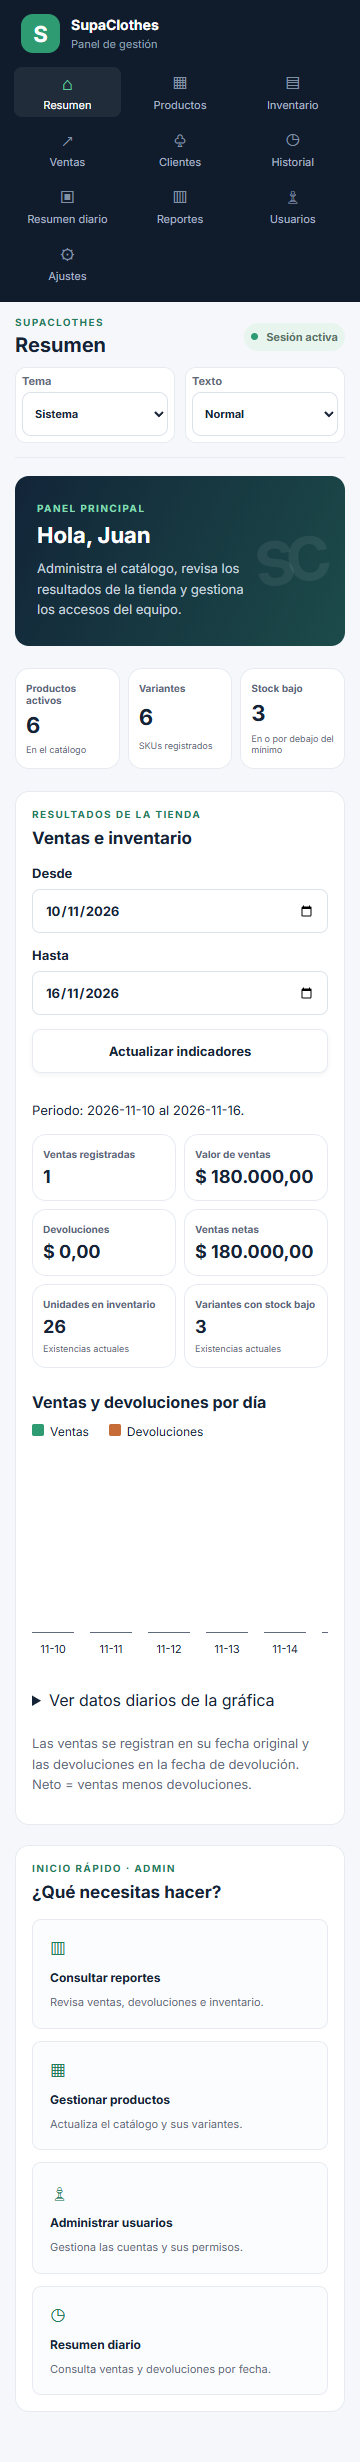 S
SupaClothes
Panel de gestión
Resumen
Productos
Inventario
Ventas
Clientes
Historial
Resumen diario
Reportes
Usuarios
Ajustes
SUPACLOTHES
Resumen
Sesión activa
Tema
Sistema
Texto
Normal
PANEL PRINCIPAL
Hola, Juan
Administra el catálogo, revisa los
resultados de la tienda y gestiona
los accesos del equipo.
SC
Productos
activos
6
En el catálogo
Variantes
6
SKUs registrados
Stock bajo
3
En o por debajo del
mínimo
RESULTADOS DE LA TIENDA
Ventas e inventario
Desde
10/11/2026
Hasta
16/11/2026
Actualizar indicadores
Periodo: 2026-11-10 al 2026-11-16.
Ventas registradas
1
Valor de ventas
$ 180.000,00
Devoluciones
$ 0,00
Ventas netas
$ 180.000,00
Unidades en inventario
26
Existencias actuales
Variantes con stock bajo
3
Existencias actuales
Ventas y devoluciones por día
Ventas
Devoluciones
11-10
11-11
11-12
11-13
11-14
Ver datos diarios de la gráfica
Las ventas se registran en su fecha original y
las devoluciones en la fecha de devolución.
Neto = ventas menos devoluciones.
INICIO RÁPIDO · ADMIN
¿Qué necesitas hacer?
Consultar reportes
Revisa ventas, devoluciones e inventario.
Gestionar productos
Actualiza el catálogo y sus variantes.
Administrar usuarios
Gestiona las cuentas y sus permisos.
Resumen diario
Consulta ventas y devoluciones por fecha.